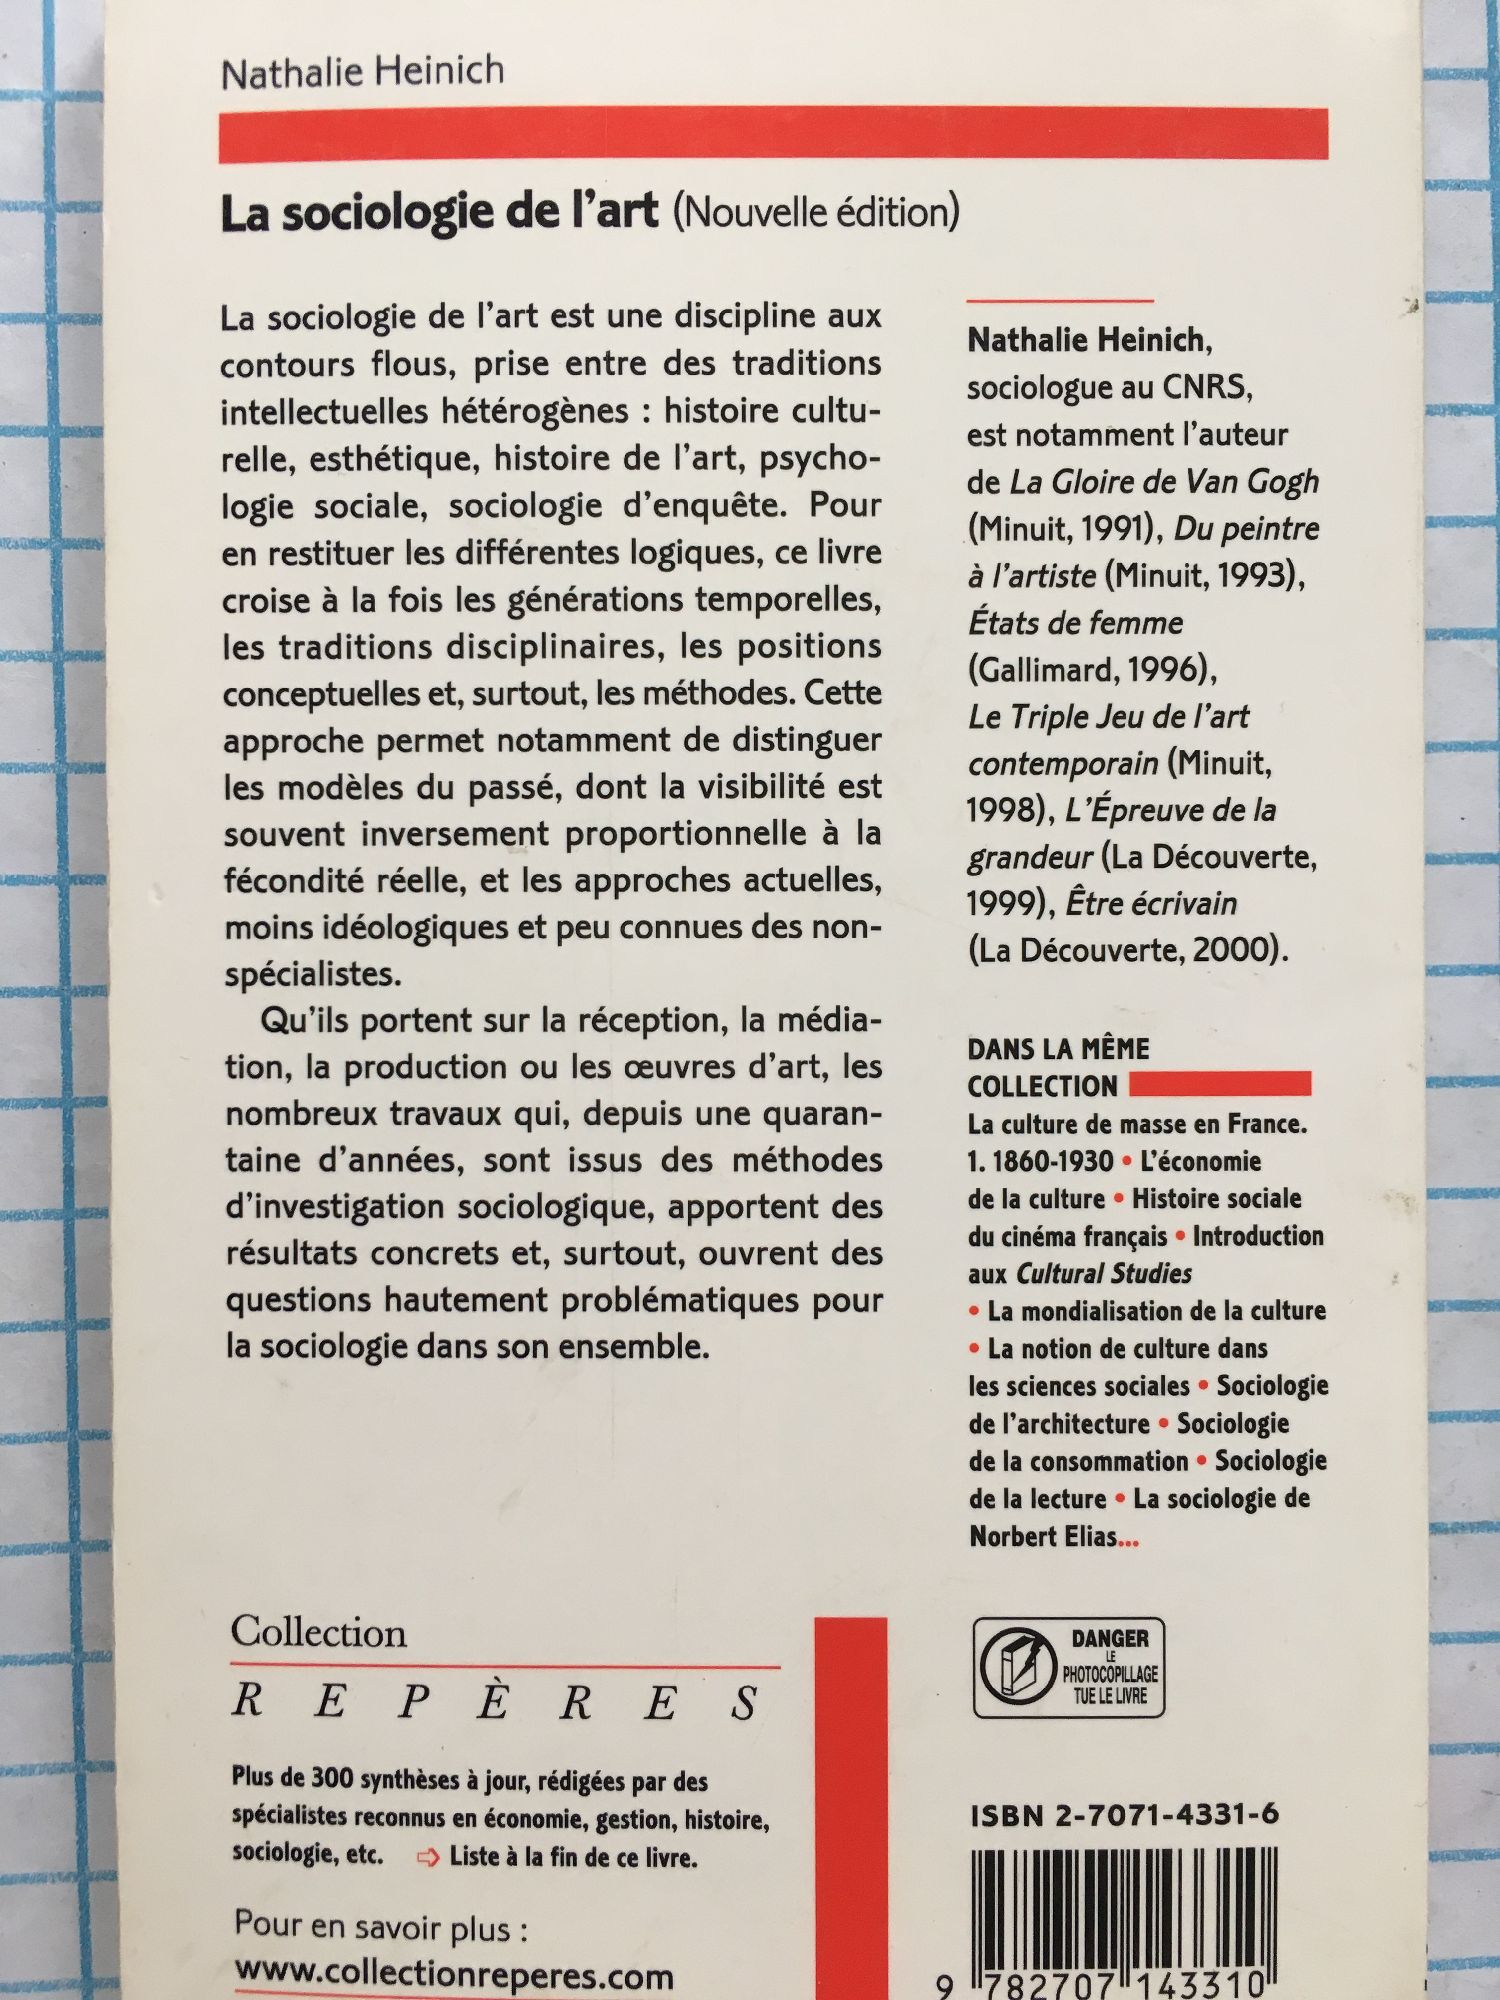 Nathalie Heinich
La sociologie de l'art (Nouvelle édition)
La sociologie de l'art est une discipline aux
contours flous, prise entre des traditions
intellectuelles hétérogènes : histoire cultu-
relle, esthétique, histoire de l'art, psycho-
logie sociale, sociologie d'enquête. Pour
en restituer les différentes logiques, ce livre
croise à la fois les générations temporelles,
les traditions disciplinaires, les positions
conceptuelles et, surtout, les méthodes. Cette
approche permet notamment de distinguer
les modèles du passé, dont la visibilité est
souvent inversement proportionnelle à la
fécondité réelle, et les approches actuelles,
moins idéologiques et peu connues des non-
spécialistes.
Qu'ils portent sur la réception, la média-
tion, la production ou les œuvres d'art, les
nombreux travaux qui, depuis une quaran-
taine d'années, sont issus des méthodes
d'investigation sociologique, apportent des
résultats concrets et, surtout, ouvrent des
questions hautement problématiques pour
la sociologie dans son ensemble.
Nathalie Heinich,
sociologue au CNRS,
est notamment l'auteur
de La Gloire de Van Gogh
(Minuit, 1991), Du peintre
à l'artiste (Minuit, 1993),
États de femme
(Gallimard, 1996),
Le Triple Jeu de l'art
contemporain (Minuit,
1998), L'Épreuve de la
grandeur (La Découverte,
1999), Être écrivain
(La Découverte, 2000).
DANS LA MÊME
COLLECTION
La culture de masse en France.
1. 1860-1930 • L'économie
de la culture • Histoire sociale
du cinéma français • Introduction
aux Cultural Studies
• La mondialisation de la culture
• La notion de culture dans
les sciences sociales • Sociologie
de l'architecture • Sociologie
de la consommation • Sociologie
de la lecture • La sociologie de
Norbert Elias...
Collection
REPÈRES
Plus de 300 synthèses à jour, rédigées par des
spécialistes reconnus en économie, gestion, histoire,
sociologie, etc. ⇨ Liste à la fin de ce livre.
Pour en savoir plus :
www.collectionreperes.com
DANGER
LE
PHOTOCOPILLAGE
TUE LE LIVRE
ISBN 2-7071-4331-6
9 782707 143310